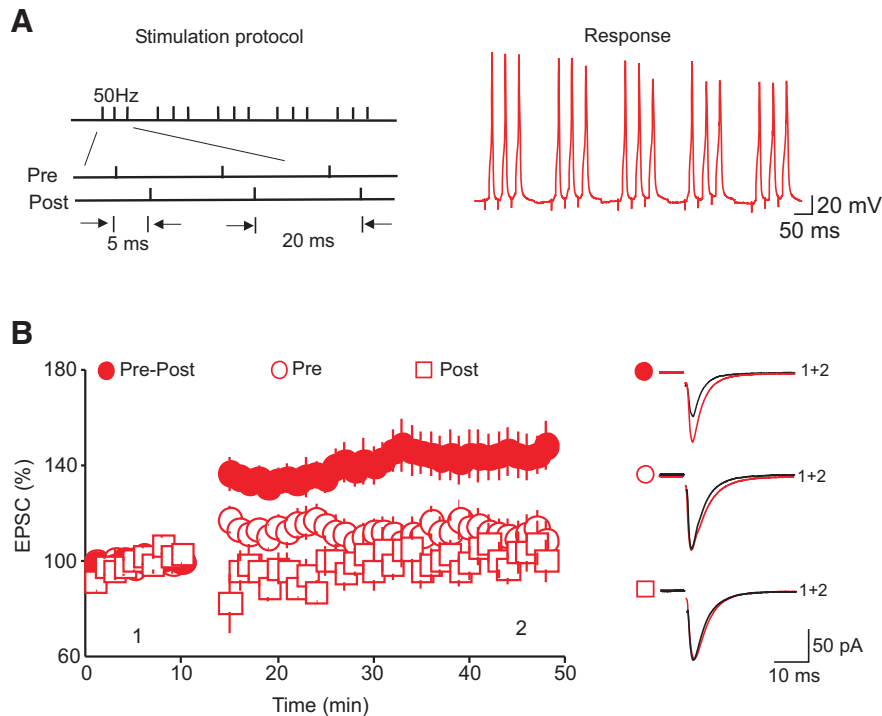 A
Stimulation protocol
Response
50Hz
Pre
Post
5 ms
20 ms
20 mV
50 ms
B
Pre-Post
Pre
Post
180
140
100
60
EPSC (%)
1
2
0
10
20
30
40
50
Time (min)
1+2
1+2
1+2
50 pA
10 ms